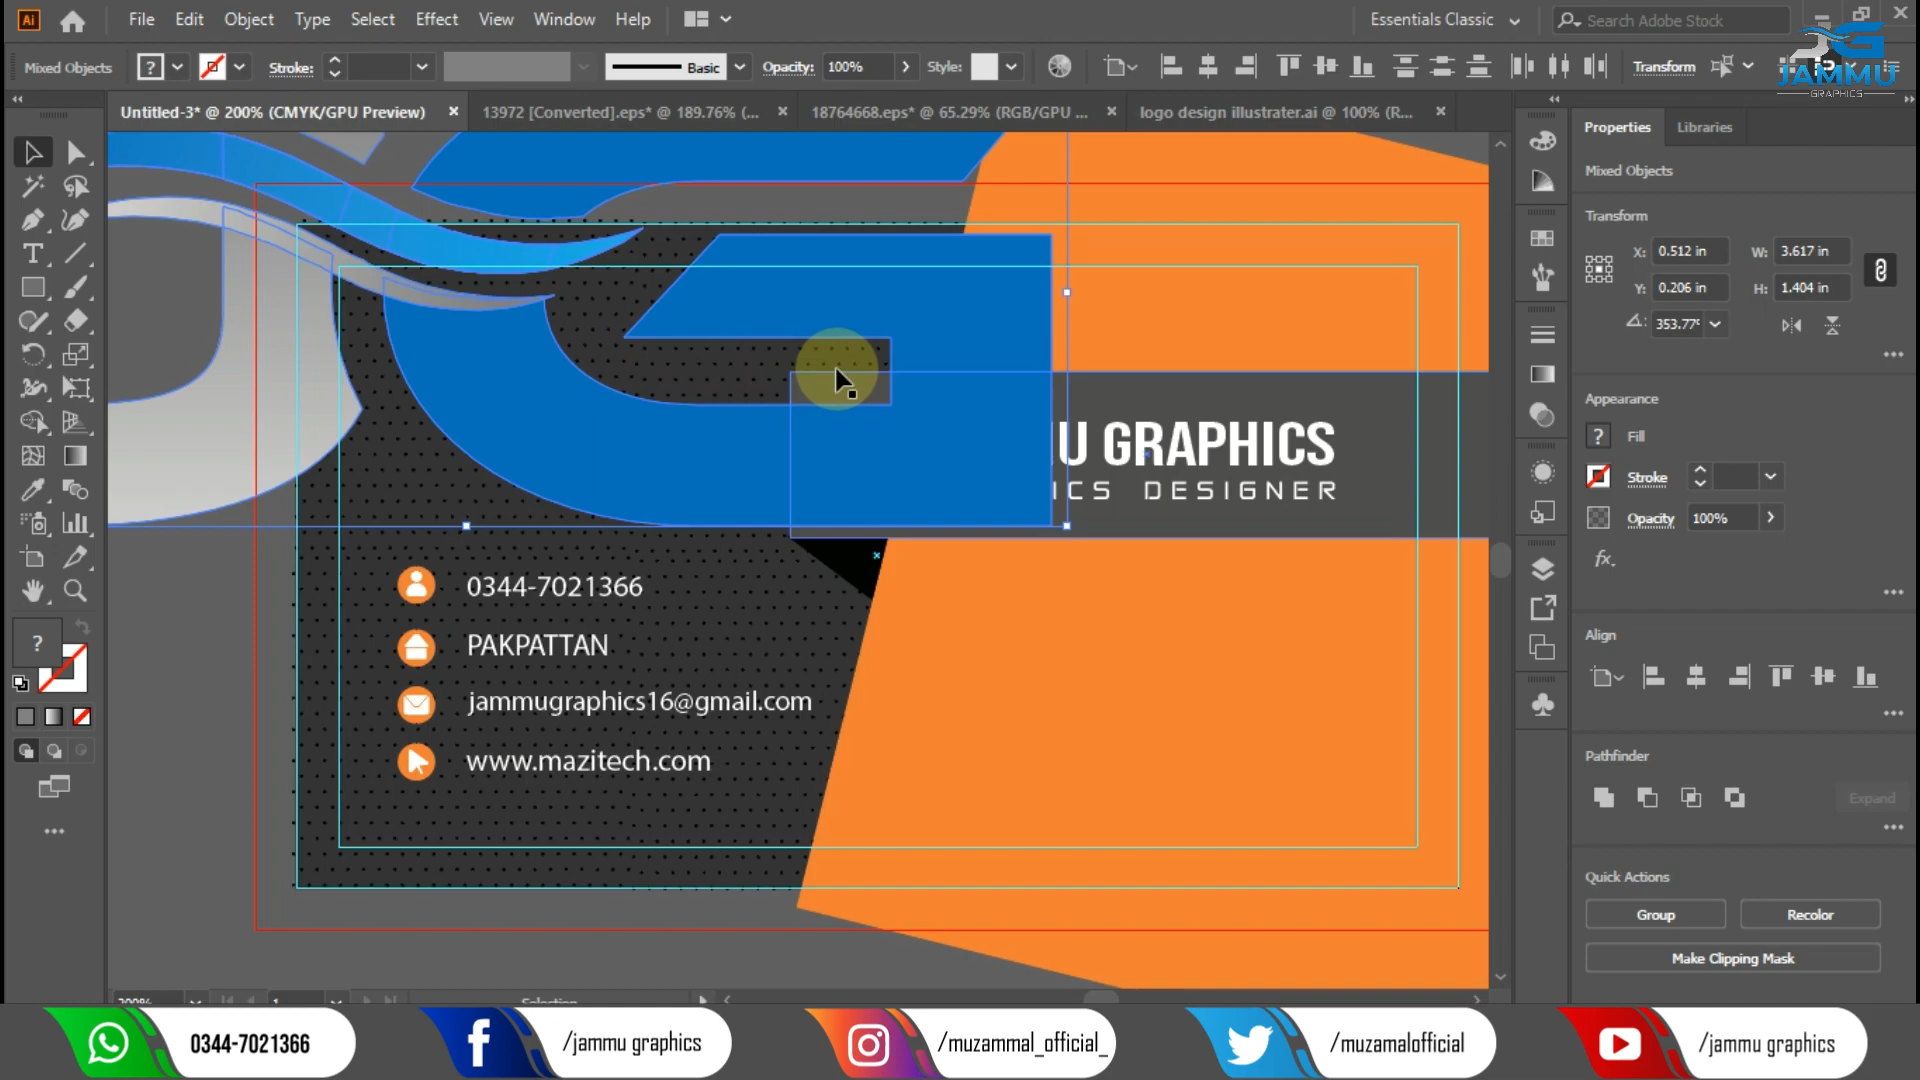 Ai File Edit Object Type Select Effect View Window Help Essentials Classic Search Adobe Stock
Mixed Objects ? Stroke: Basic Opacity: 100% Style: Transform
JG
JAMMU
GRAPHICS
Untitled-3* @ 200% (CMYK/GPU Preview) × 13972 [Converted].eps* @ 189.76% (... × 18764668.eps* @ 65.29% (RGB/GPU ... × logo design illustrater.ai @ 100% (R... ×
Properties Libraries
Mixed Objects
Transform
X: 0.512 in W: 3.617 in
Y: 0.206 in H: 1.404 in
353.77°
Appearance
? Fill
Stroke
Opacity 100%
fx.
Align
Pathfinder
Expand
Quick Actions
Group Recolor
Make Clipping Mask
U GRAPHICS
ICS DESIGNER
0344-7021366
PAKPATTAN
jammugraphics16@gmail.com
www.mazitech.com
?
200% 1 Selection
0344-7021366 /jammu graphics /muzammal_official_ /muzamalofficial /jammu graphics